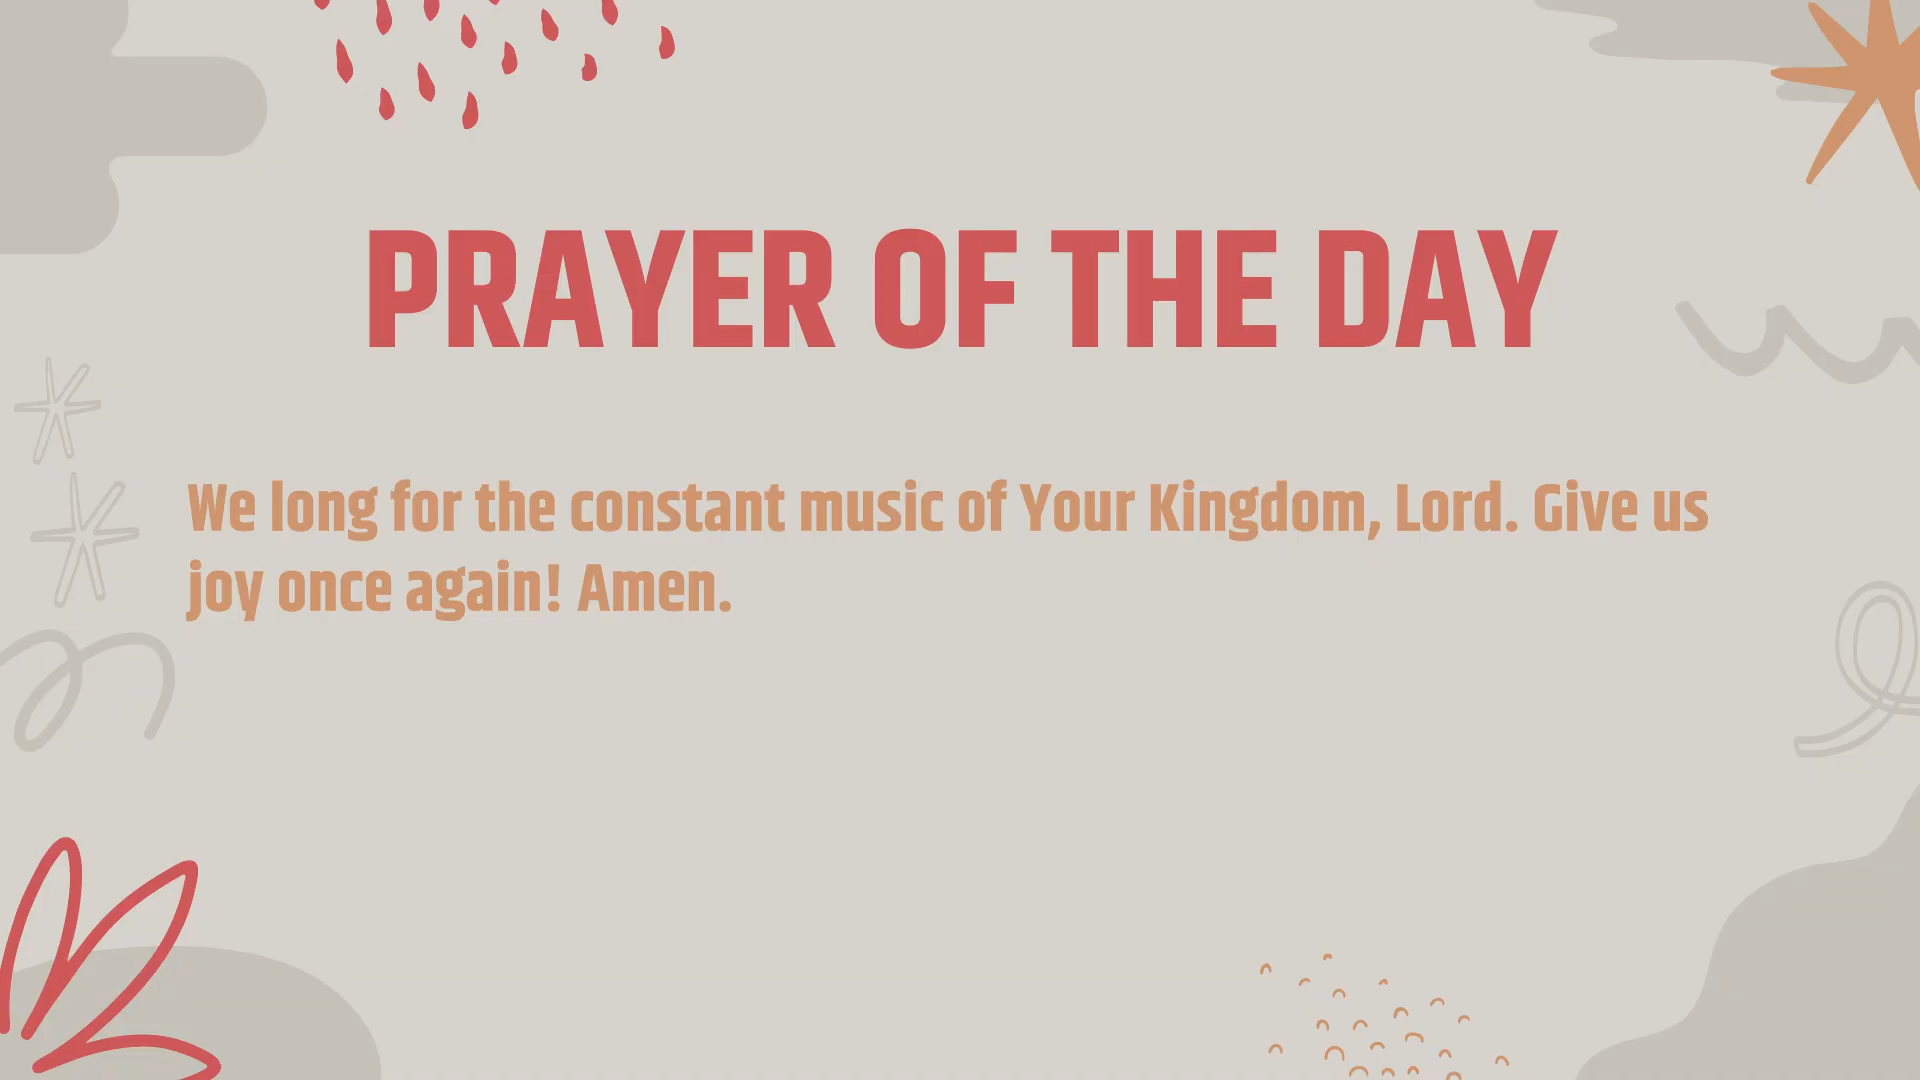 PRAYER OF THE DAY
We long for the constant music of Your Kingdom, Lord. Give us
joy once again! Amen.